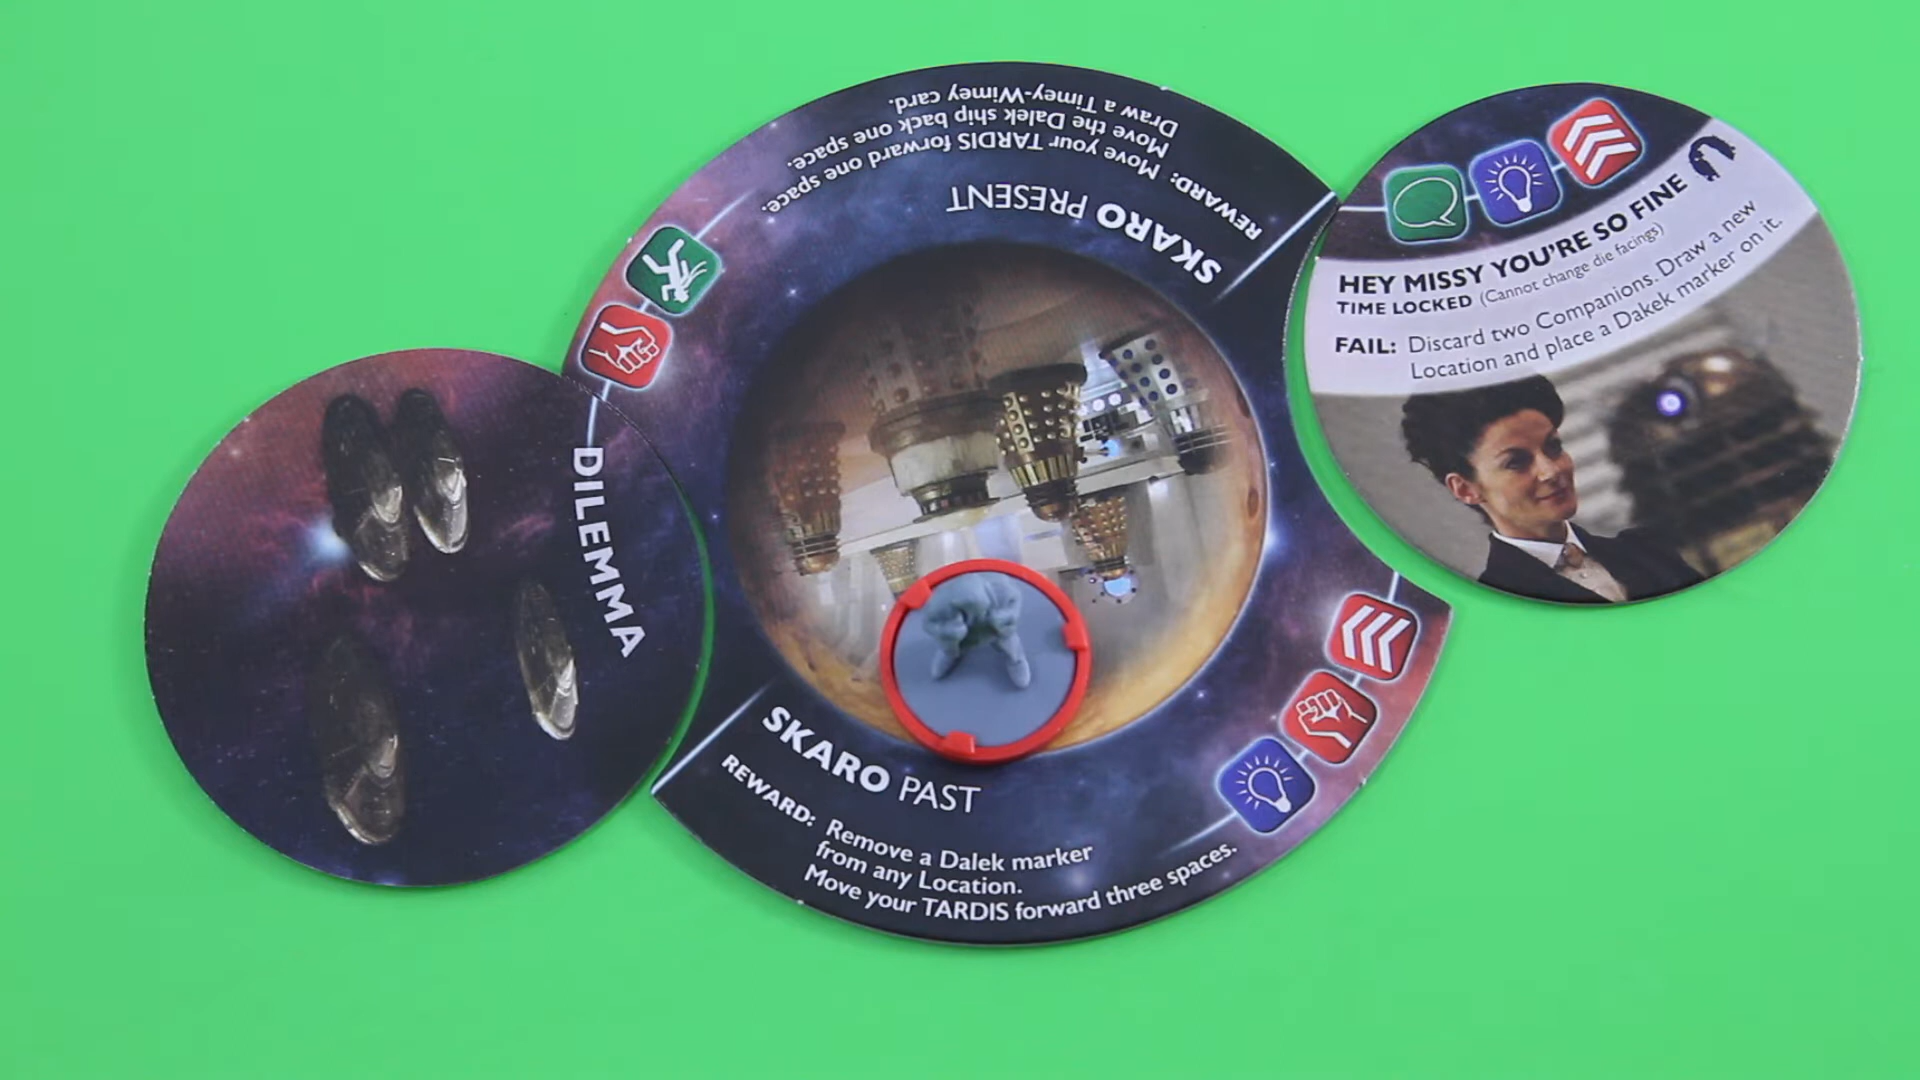 DILEMMA
SKARO PRESENT
REWARD: Move your TARDIS forward one space.
Move the Dalek ship back one space.
Draw a Timey-Wimey card.
SKARO PAST
REWARD: Remove a Dalek marker
from any Location.
Move your TARDIS forward three spaces.
HEY MISSY YOU'RE SO FINE
TIME LOCKED (Cannot change die facings)
FAIL: Discard two Companions. Draw a new
Location and place a Dakek marker on it.